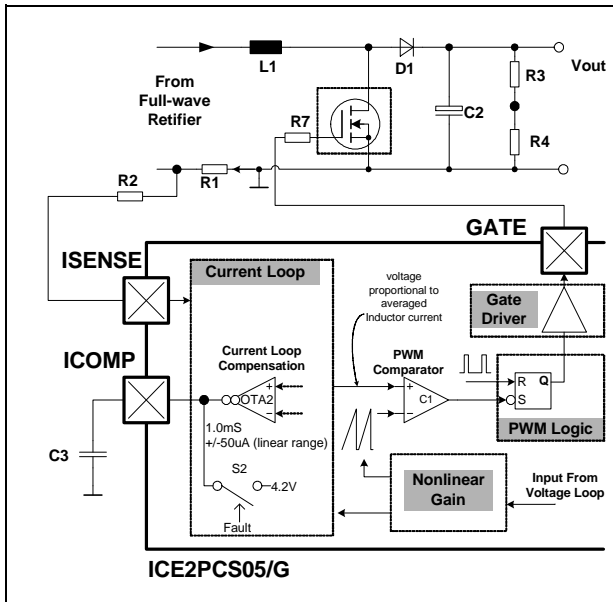 L1
D1
From
Full-wave
Retifier
R3
Vout
R7
C2
R4
R2
R1
GATE
ISENSE
Current Loop
voltage
proportional to
averaged
Inductor current
Gate
Driver
ICOMP
Current Loop
Compensation
PWM
Comparator
+
OTA2
-
+
C1
-
R
Q
S
1.0mS
+/-50uA (linear range)
PWM Logic
C3
S2
4.2V
Fault
Nonlinear
Gain
Input From
Voltage Loop
ICE2PCS05/G